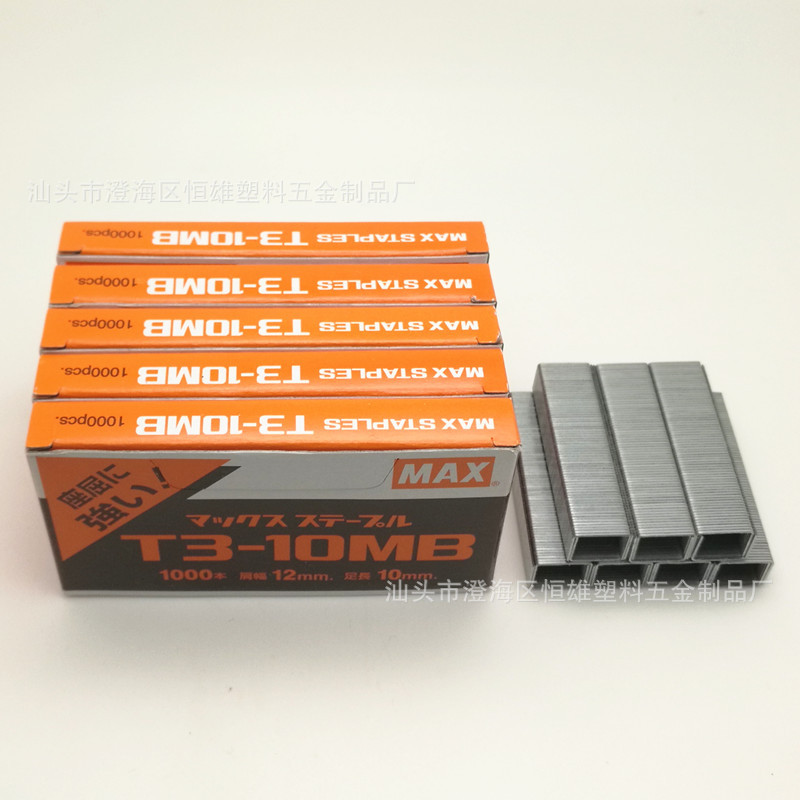 汕头市澄海区恒雄塑料五金制品厂
MAX STAPLES T3-10MB 1000pcs.
MAX STAPLES T3-10MB 1000pcs.
MAX STAPLES T3-10MB 1000pcs.
MAX STAPLES T3-10MB 1000pcs.
MAX STAPLES T3-10MB 1000pcs.
座屈に
強い!
MAX®
マックス ステープル
T3-10MB
1000本 肩幅 12mm. 足長 10mm.
汕头市澄海区恒雄塑料五金制品厂